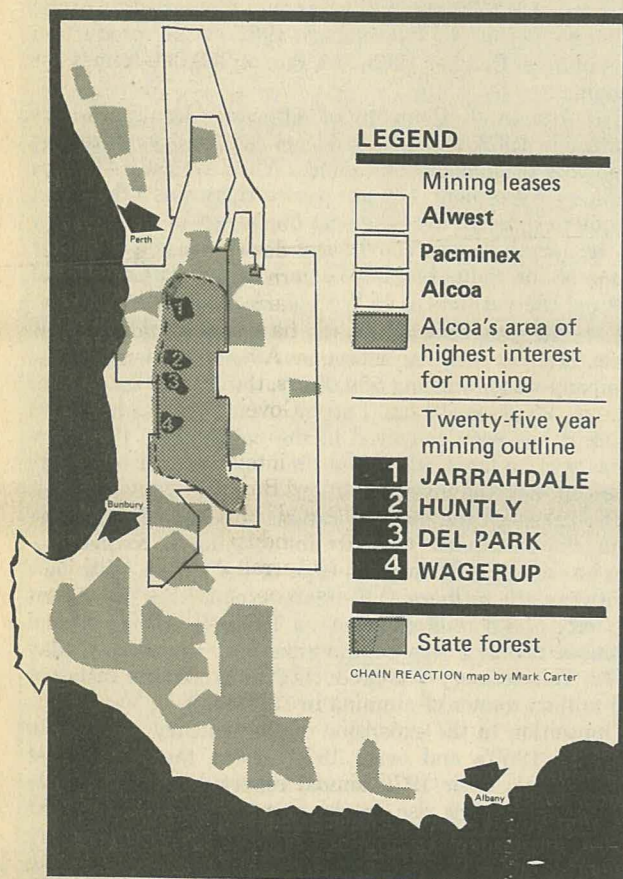 Perth
Bunbury
Albany
1
2
3
4
LEGEND
Mining leases
Alwest
Pacminex
Alcoa
Alcoa's area of
highest interest
for mining
Twenty-five year
mining outline
1 JARRAHDALE
2 HUNTLY
3 DEL PARK
4 WAGERUP
State forest
CHAIN REACTION map by Mark Carter